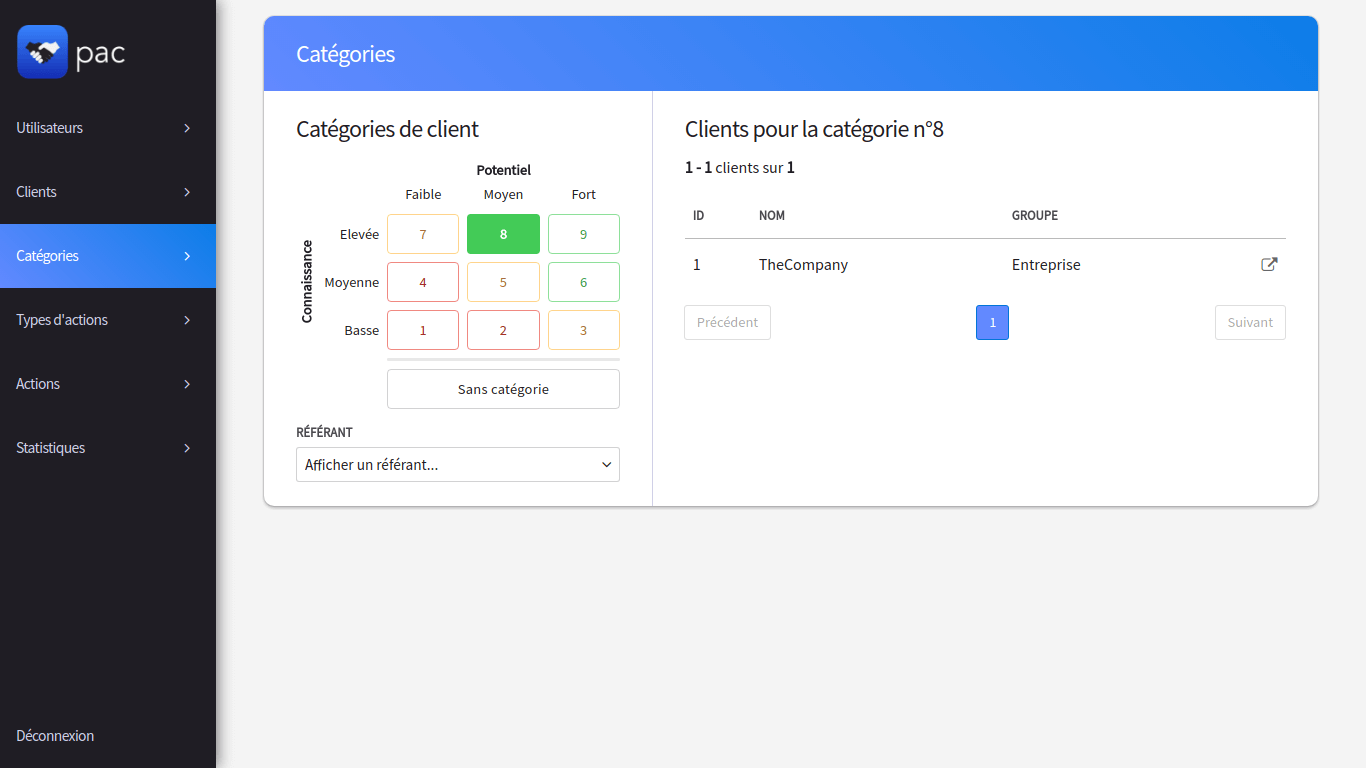 pac
Utilisateurs
Clients
Catégories
Types d'actions
Actions
Statistiques
Déconnexion
Catégories
Catégories de client
Potentiel
Faible Moyen Fort
Connaissance
Elevée 7 8 9
Moyenne 4 5 6
Basse 1 2 3
Sans catégorie
RÉFÉRANT
Afficher un référant...
Clients pour la catégorie n°8
1 - 1 clients sur 1
ID NOM GROUPE
1 TheCompany Entreprise
Précédent 1 Suivant